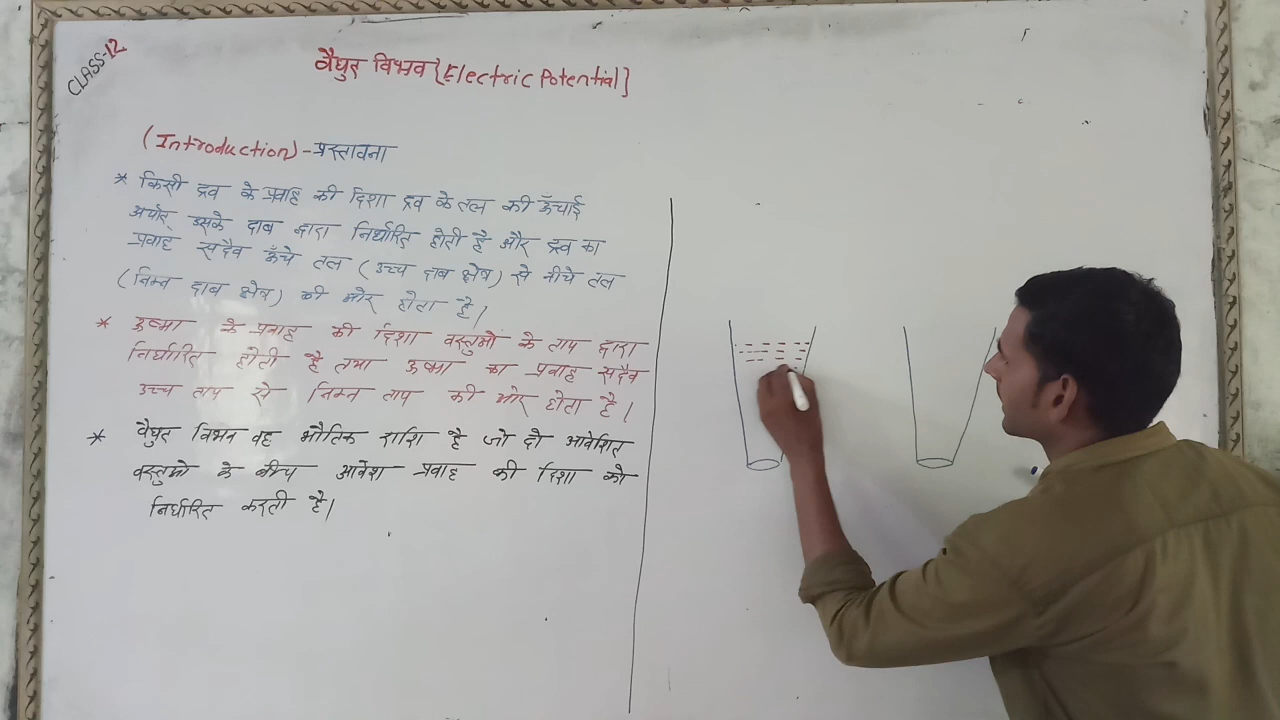 CLASS-12
वैद्युत विभव {Electric Potential}
(Introduction) - प्रस्तावना
* किसी द्रव के प्रवाह की दिशा द्रव के तल की ऊँचाई
अर्थात् उसके दाब द्वारा निर्धारित होती है और द्रव का
प्रवाह सदैव ऊँचे तल (उच्च दाब क्षेत्र) से नीचे तल
(निम्न दाब क्षेत्र) की ओर होता है।
* ऊष्मा के प्रवाह की दिशा वस्तुओं के ताप द्वारा
निर्धारित होती है तथा ऊष्मा का प्रवाह सदैव
उच्च ताप से निम्न ताप की ओर होता है।
* वैद्युत विभव वह भौतिक राशि है जो दो आवेशित
वस्तुओ के बीच आवेश प्रवाह की दिशा को
निर्धारित करती है।